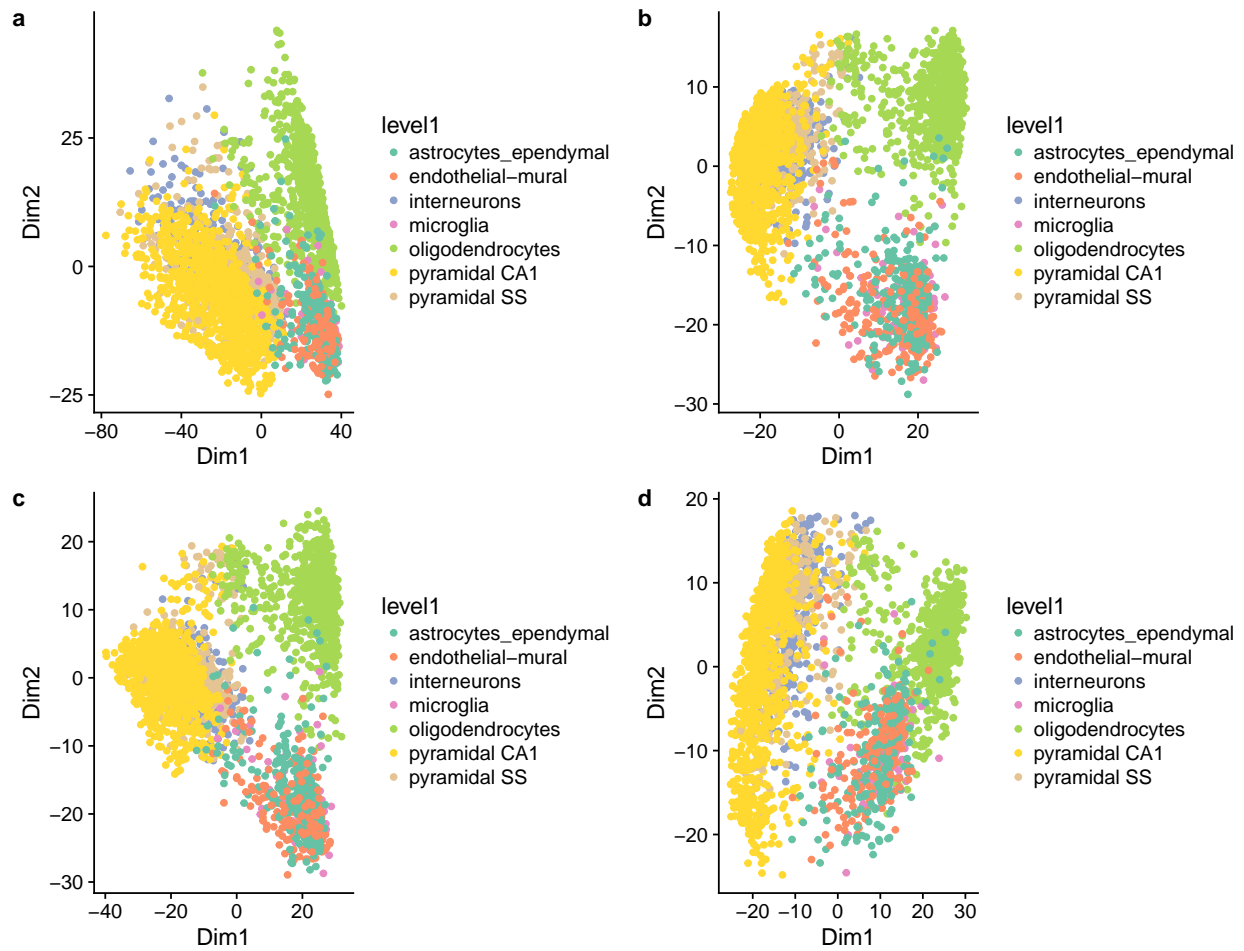 a
25
0
−25
Dim2
−80
−40
0
40
Dim1
level1
astrocytes_ependymal
endothelial−mural
interneurons
microglia
oligodendrocytes
pyramidal CA1
pyramidal SS
b
10
0
−10
−20
−30
Dim2
−20
0
20
Dim1
level1
astrocytes_ependymal
endothelial−mural
interneurons
microglia
oligodendrocytes
pyramidal CA1
pyramidal SS
c
20
10
0
−10
−20
−30
Dim2
−40
−20
0
20
Dim1
level1
astrocytes_ependymal
endothelial−mural
interneurons
microglia
oligodendrocytes
pyramidal CA1
pyramidal SS
d
20
10
0
−10
−20
Dim2
−20
−10
0
10
20
30
Dim1
level1
astrocytes_ependymal
endothelial−mural
interneurons
microglia
oligodendrocytes
pyramidal CA1
pyramidal SS